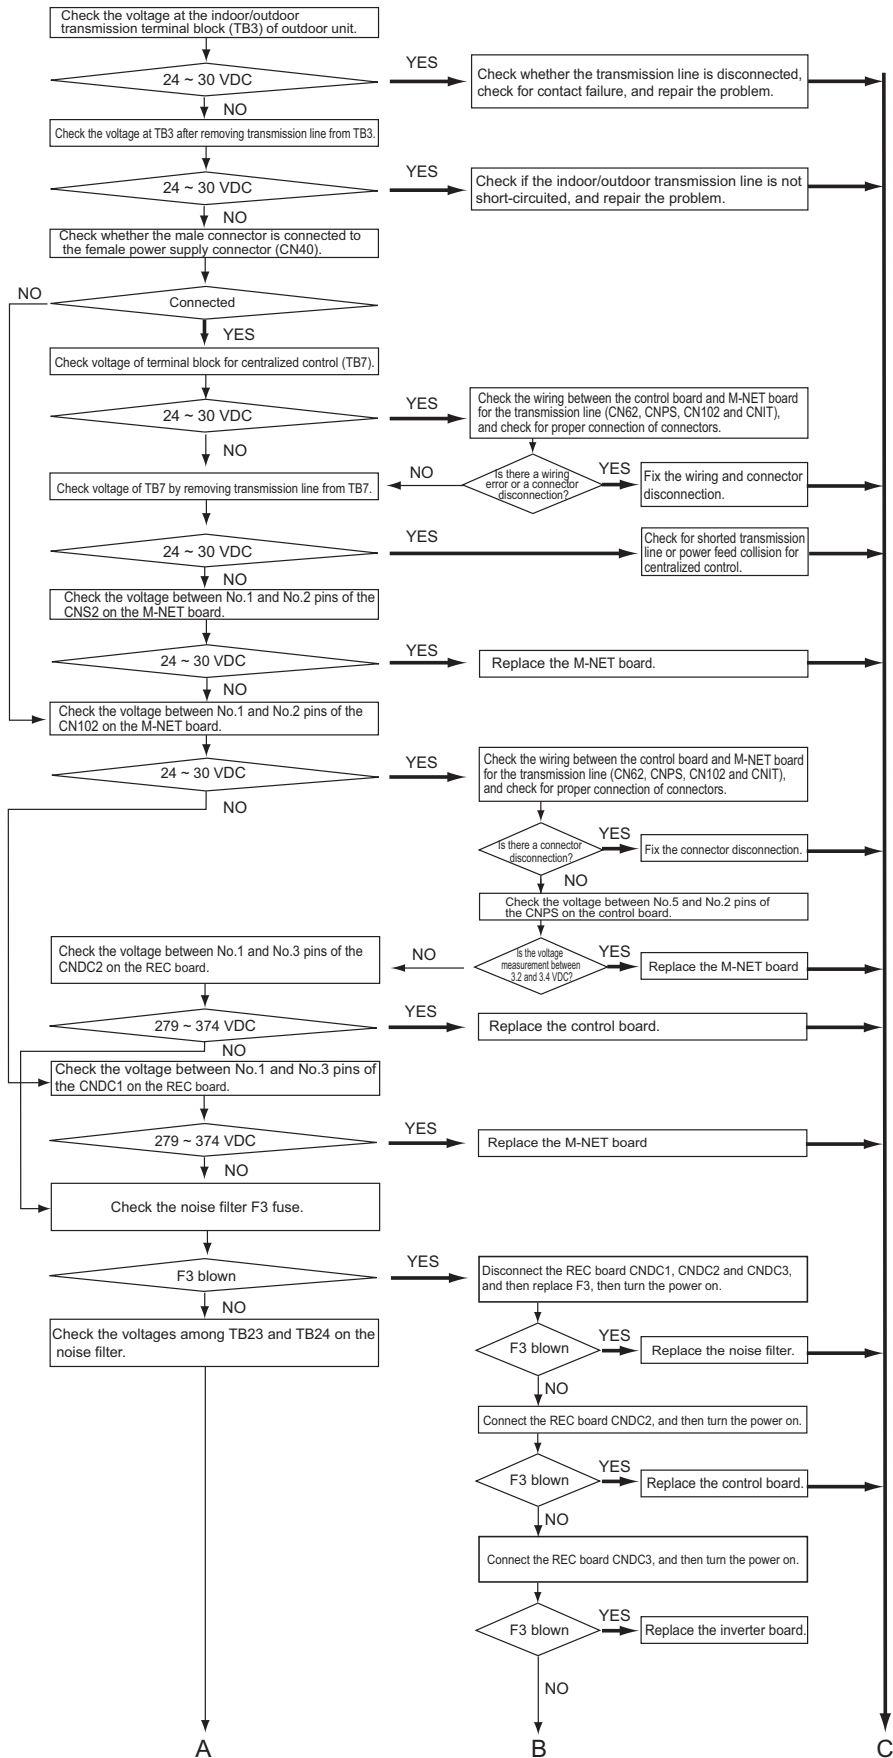 Check the voltage at the indoor/outdoor
transmission terminal block (TB3) of outdoor unit.
24 ~ 30 VDC
YES
Check whether the transmission line is disconnected,
check for contact failure, and repair the problem.
NO
Check the voltage at TB3 after removing transmission line from TB3.
24 ~ 30 VDC
YES
Check if the indoor/outdoor transmission line is not
short-circuited, and repair the problem.
NO
Check whether the male connector is connected to
the female power supply connector (CN40).
NO
Connected
YES
Check voltage of terminal block for centralized control (TB7).
24 ~ 30 VDC
YES
Check the wiring between the control board and M-NET board
for the transmission line (CN62, CNPS, CN102 and CNIT),
and check for proper connection of connectors.
NO
Is there a wiring
error or a connector
disconnection?
YES
Fix the wiring and connector
disconnection.
NO
Check voltage of TB7 by removing transmission line from TB7.
24 ~ 30 VDC
YES
Check for shorted transmission
line or power feed collision for
centralized control.
NO
Check the voltage between No.1 and No.2 pins of the
CNS2 on the M-NET board.
24 ~ 30 VDC
YES
Replace the M-NET board.
NO
Check the voltage between No.1 and No.2 pins of the
CN102 on the M-NET board.
24 ~ 30 VDC
YES
Check the wiring between the control board and M-NET board
for the transmission line (CN62, CNPS, CN102 and CNIT),
and check for proper connection of connectors.
NO
Is there a connector
disconnection?
YES
Fix the connector disconnection.
NO
Check the voltage between No.5 and No.2 pins of
the CNPS on the control board.
Is the voltage
measurement between
3.2 and 3.4 VDC?
YES
Replace the M-NET board
NO
Check the voltage between No.1 and No.3 pins of the
CNDC2 on the REC board.
279 ~ 374 VDC
YES
Replace the control board.
NO
Check the voltage between No.1 and No.3 pins of
the CNDC1 on the REC board.
279 ~ 374 VDC
YES
Replace the M-NET board
NO
Check the noise filter F3 fuse.
F3 blown
YES
Disconnect the REC board CNDC1, CNDC2 and CNDC3,
and then replace F3, then turn the power on.
NO
Check the voltages among TB23 and TB24 on the
noise filter.
F3 blown
YES
Replace the noise filter.
NO
Connect the REC board CNDC2, and then turn the power on.
F3 blown
YES
Replace the control board.
NO
Connect the REC board CNDC3, and then turn the power on.
F3 blown
YES
Replace the inverter board.
NO
A
B
C